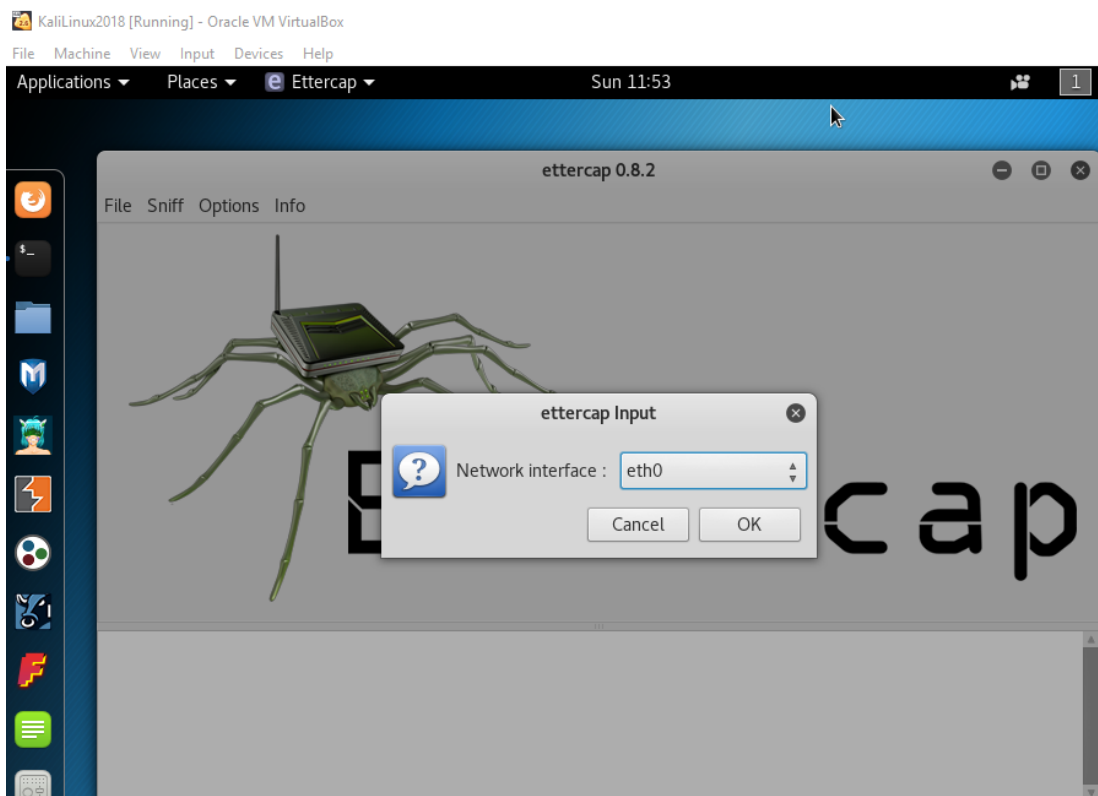 KaliLinux2018 [Running] - Oracle VM VirtualBox
File Machine View Input Devices Help
Applications Places Ettercap Sun 11:53 1
ettercap 0.8.2
File Sniff Options Info
ettercap Input
Network interface : eth0
Cancel OK
E cap